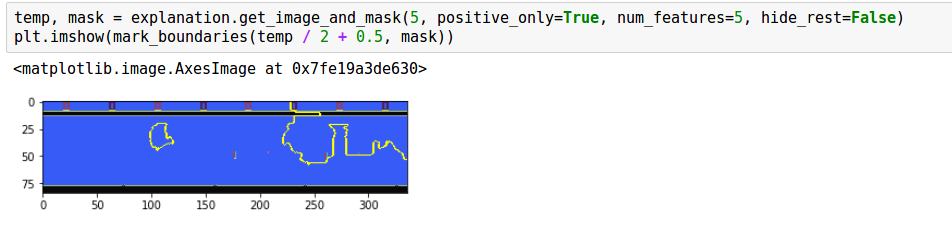 temp, mask = explanation.get_image_and_mask(5, positive_only=True, num_features=5, hide_rest=False)
plt.imshow(mark_boundaries(temp / 2 + 0.5, mask))
<matplotlib.image.AxesImage at 0x7fe19a3de630>
0
25
50
75
0 50 100 150 200 250 300